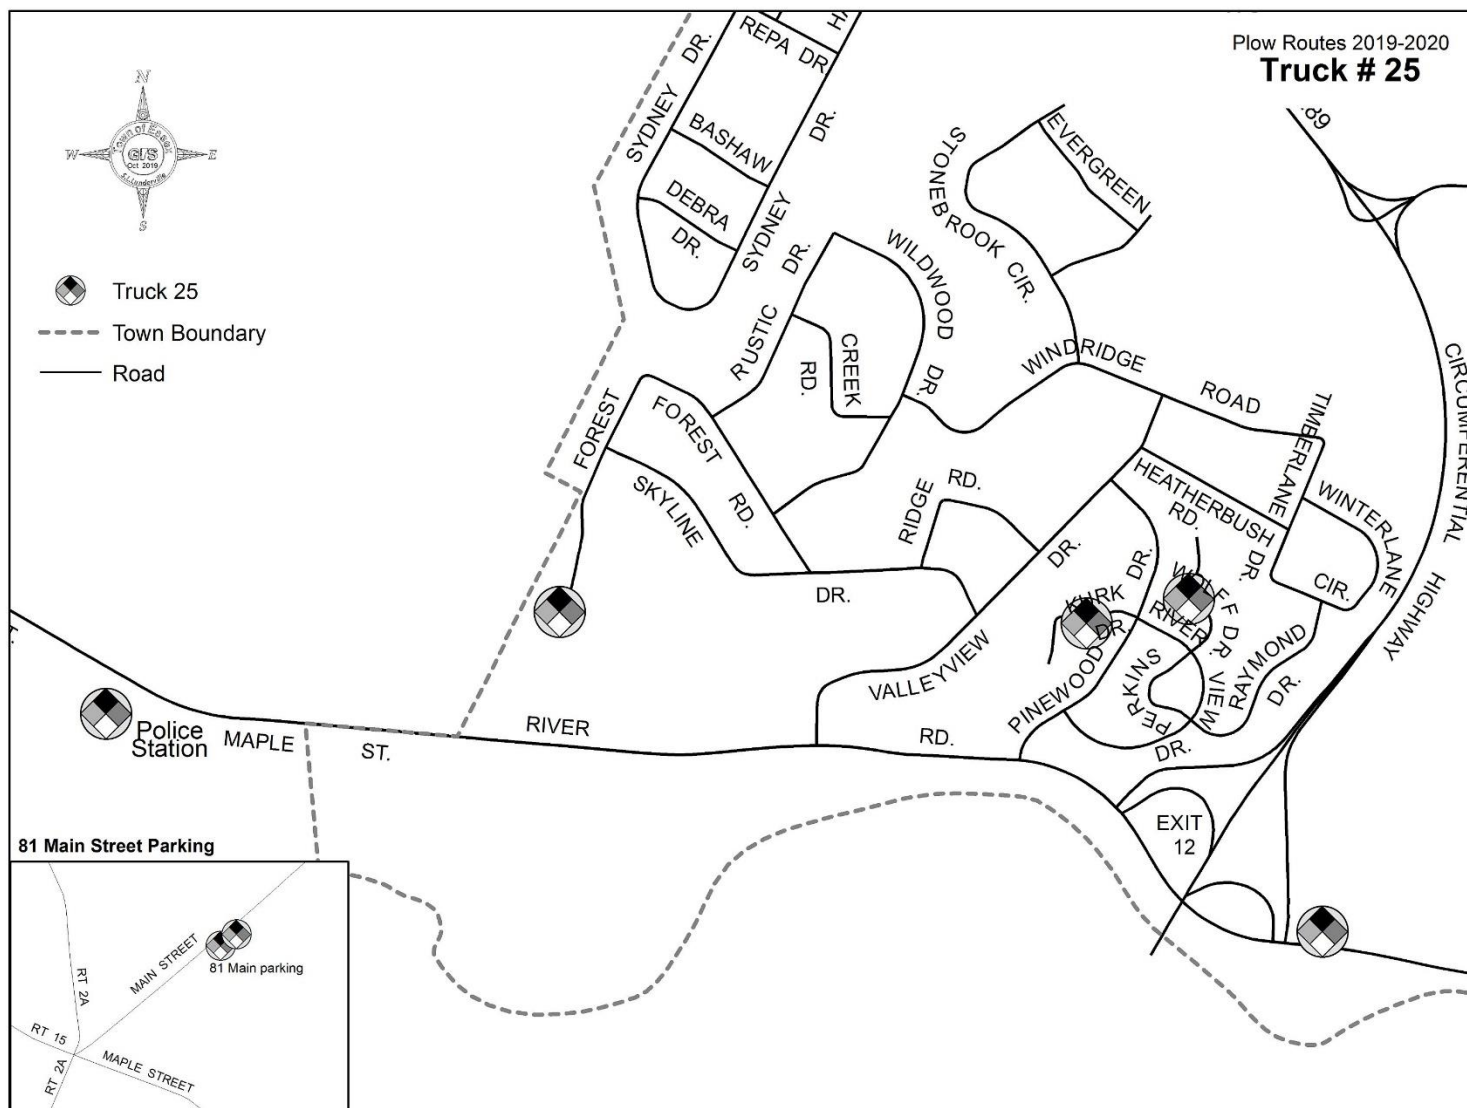 Plow Routes 2019-2020
Truck # 25
N
W
E
S
Town of Essex
GIS
Oct 2019
Truck 25
Town Boundary
Road
REPA DR
SYDNEY DR.
BASHAW
DEBRA
DR.
SYDNEY DR.
STONEBROOK CIR.
EVERGREEN
289
WILDWOOD DR.
RUSTIC DR.
CREEK
RD.
WINDRIDGE ROAD
TIMBERLANE
DR.
FOREST
FOREST RD.
SKYLINE
DR.
RIDGE RD.
HEATHERBUSH
RD.
WINTERLANE
CIR.
CIRCUMFERENTIAL HIGHWAY
VALLEYVIEW DR.
KURK
DR.
PINEWOOD DR.
WOLFF DR.
RIVER VIEW
DR.
PERKINS
RAYMOND
DR.
Police
Station
MAPLE ST.
RIVER RD.
EXIT
12
81 Main Street Parking
MAIN STREET
81 Main parking
RT 2A
RT 15
RT 2A
MAPLE STREET